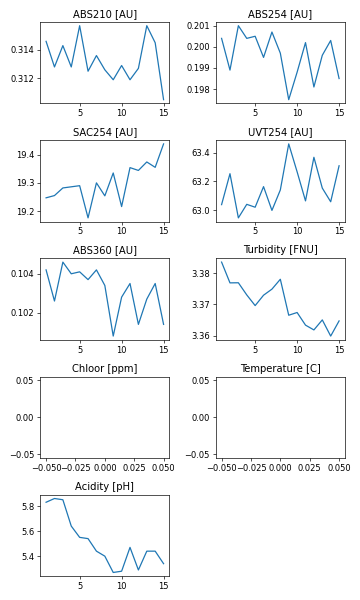 ABS210 [AU] ABS254 [AU]
0.314 0.312 5 10 15
0.201 0.200 0.199 0.198 5 10 15
SAC254 [AU] UVT254 [AU]
19.4 19.3 19.2 5 10 15
63.4 63.2 63.0 5 10 15
ABS360 [AU] Turbidity [FNU]
0.104 0.102 5 10 15
3.38 3.37 3.36 5 10 15
Chloor [ppm] Temperature [C]
0.05 0.00 −0.05 −0.050 −0.025 0.000 0.025 0.050
0.05 0.00 −0.05 −0.050 −0.025 0.000 0.025 0.050
Acidity [pH]
5.8 5.6 5.4 5 10 15